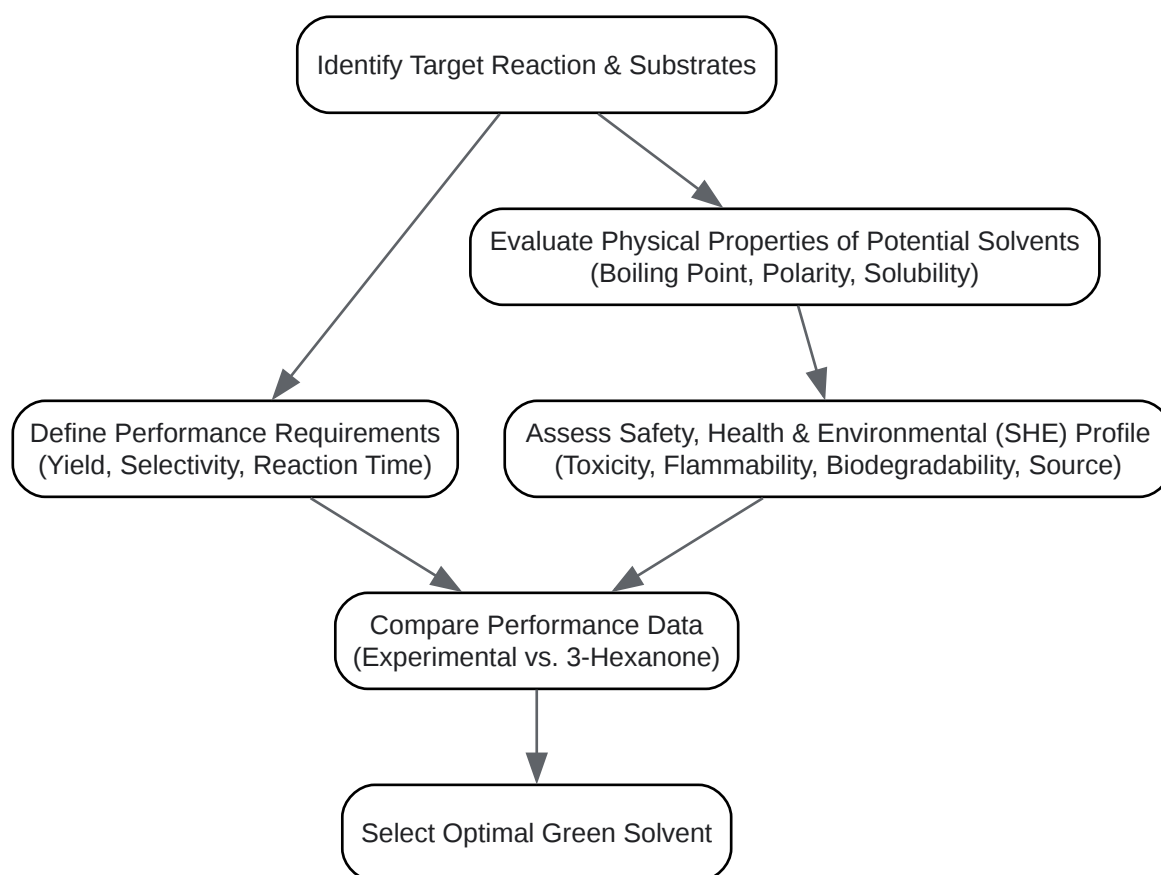 Identify Target Reaction & Substrates
Evaluate Physical Properties of Potential Solvents
(Boiling Point, Polarity, Solubility)
Define Performance Requirements
(Yield, Selectivity, Reaction Time)
Assess Safety, Health & Environmental (SHE) Profile
(Toxicity, Flammability, Biodegradability, Source)
Compare Performance Data
(Experimental vs. 3-Hexanone)
Select Optimal Green Solvent